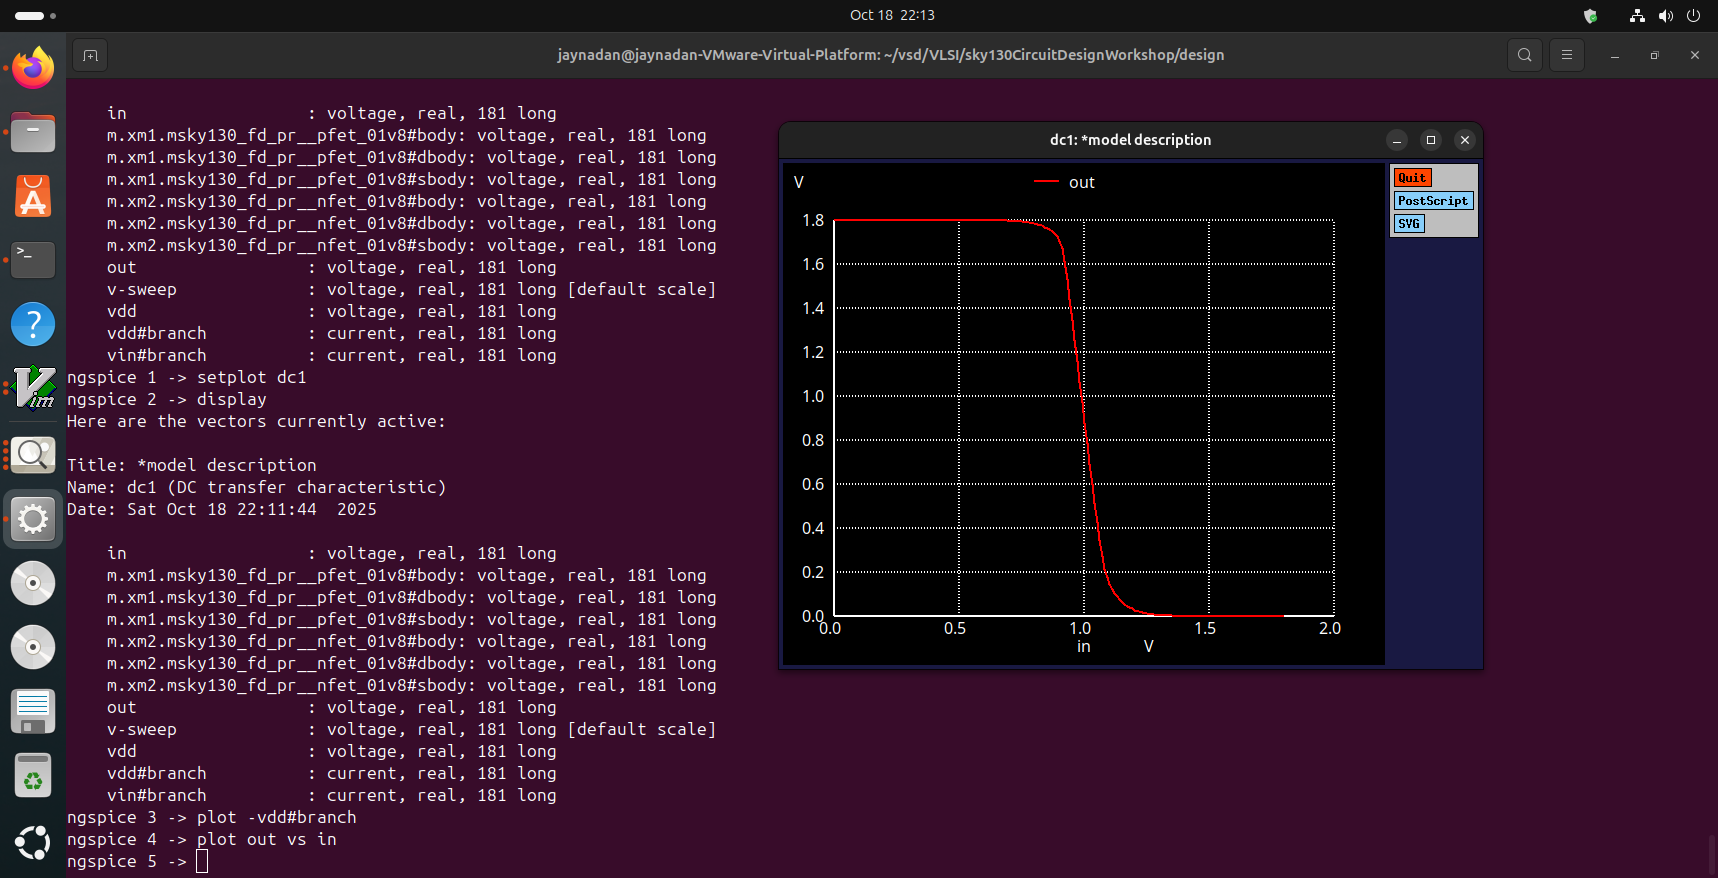 Oct 18 22:13
jaynadan@jaynadan-VMware-Virtual-Platform: ~/vsd/VLSI/sky130CircuitDesignWorkshop/design
in : voltage, real, 181 long
m.xm1.msky130_fd_pr__pfet_01v8#body: voltage, real, 181 long
m.xm1.msky130_fd_pr__pfet_01v8#dbody: voltage, real, 181 long
m.xm1.msky130_fd_pr__pfet_01v8#sbody: voltage, real, 181 long
m.xm2.msky130_fd_pr__nfet_01v8#body: voltage, real, 181 long
m.xm2.msky130_fd_pr__nfet_01v8#dbody: voltage, real, 181 long
m.xm2.msky130_fd_pr__nfet_01v8#sbody: voltage, real, 181 long
out : voltage, real, 181 long
v-sweep : voltage, real, 181 long [default scale]
vdd : voltage, real, 181 long
vdd#branch : current, real, 181 long
vin#branch : current, real, 181 long
ngspice 1 -> setplot dc1
ngspice 2 -> display
Here are the vectors currently active:
Title: *model description
Name: dc1 (DC transfer characteristic)
Date: Sat Oct 18 22:11:44  2025
in : voltage, real, 181 long
m.xm1.msky130_fd_pr__pfet_01v8#body: voltage, real, 181 long
m.xm1.msky130_fd_pr__pfet_01v8#dbody: voltage, real, 181 long
m.xm1.msky130_fd_pr__pfet_01v8#sbody: voltage, real, 181 long
m.xm2.msky130_fd_pr__nfet_01v8#body: voltage, real, 181 long
m.xm2.msky130_fd_pr__nfet_01v8#dbody: voltage, real, 181 long
m.xm2.msky130_fd_pr__nfet_01v8#sbody: voltage, real, 181 long
out : voltage, real, 181 long
v-sweep : voltage, real, 181 long [default scale]
vdd : voltage, real, 181 long
vdd#branch : current, real, 181 long
vin#branch : current, real, 181 long
ngspice 3 -> plot -vdd#branch
ngspice 4 -> plot out vs in
ngspice 5 ->
dc1: *model description
V
out
Quit
PostScript
SVG
1.8
1.6
1.4
1.2
1.0
0.8
0.6
0.4
0.2
0.0
0.0 0.5 1.0 1.5 2.0
in V